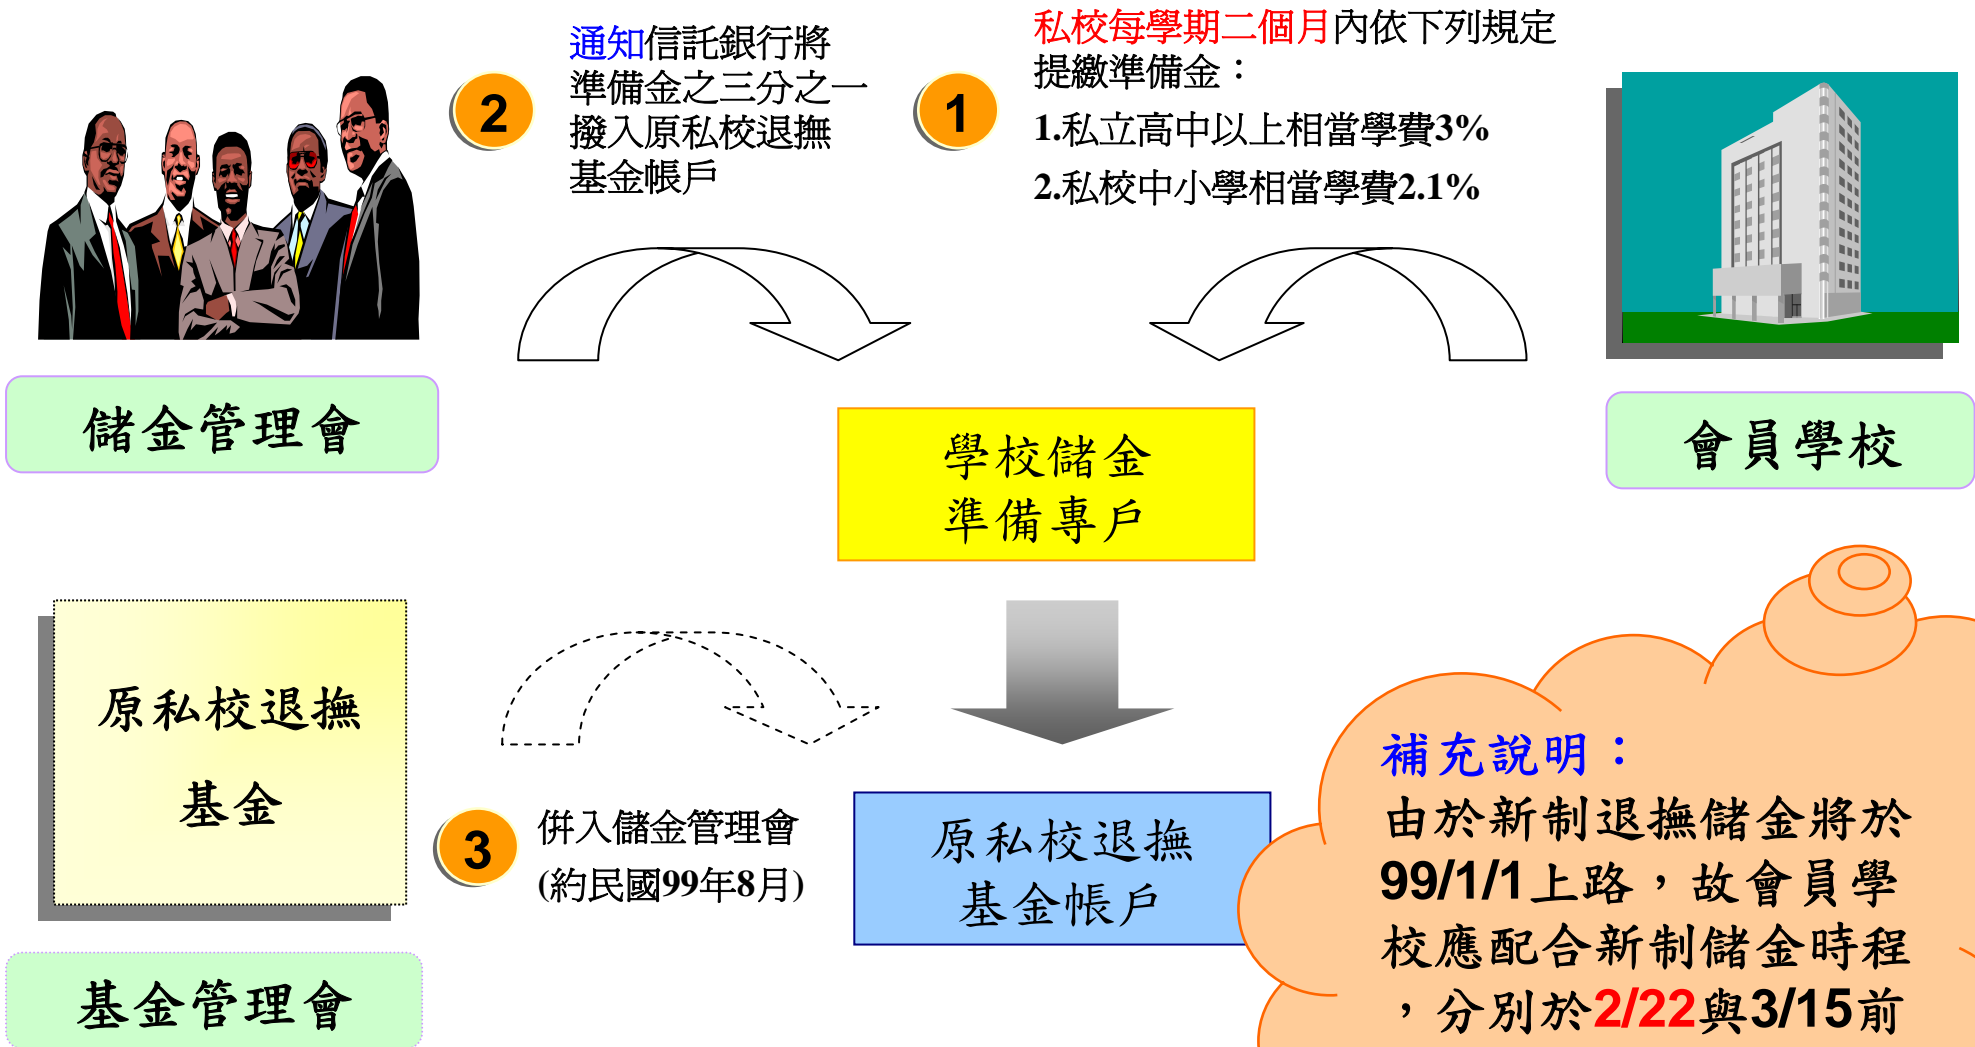 通知信託銀行將
準備金之三分之一
撥入原私校退撫
基金帳戶
2
私校每學期二個月內依下列規定
提繳準備金：
1.私立高中以上相當學費3%
2.私校中小學相當學費2.1%
1
儲金管理會
學校儲金
準備專戶
會員學校
原私校退撫
基金
3
併入儲金管理會
(約民國99年8月)
原私校退撫
基金帳戶
基金管理會
補充說明：
由於新制退撫儲金將於
99/1/1上路，故會員學
校應配合新制儲金時程
，分別於2/22與3/15前